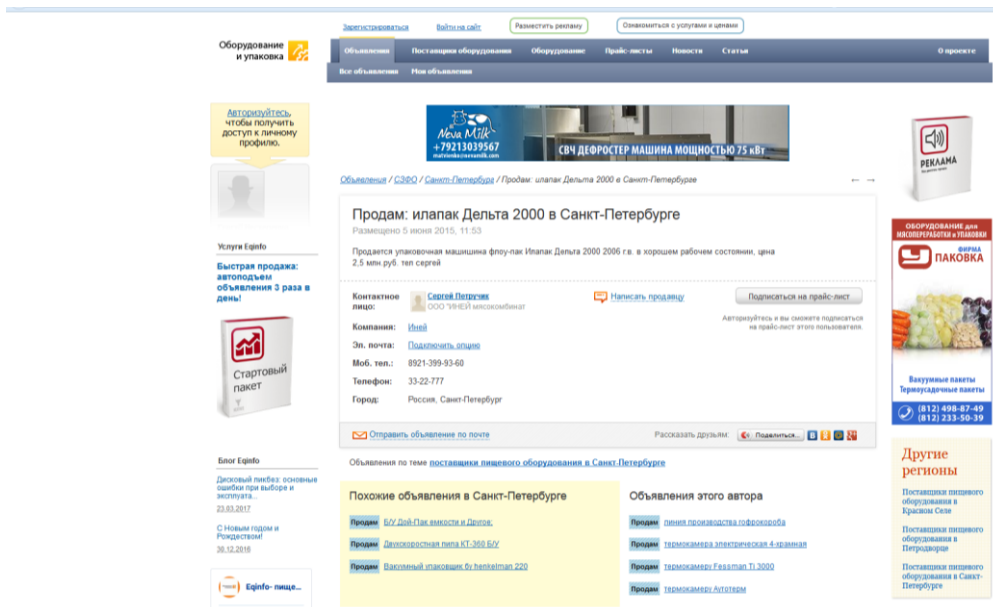 Зарегистрироваться
Войти на сайт
Разместить рекламу
Ознакомиться с услугами и ценами
Оборудование
и упаковка
Объявления
Поставщики оборудования
Оборудование
Прайс-листы
Новости
Статьи
О проекте
Все объявления
Мои объявления
Авторизуйтесь,
чтобы получить
доступ к личному
профилю.
Neva Milk
+79213039567
matvienko@nevamilk.com
СВЧ ДЕФРОСТЕР МАШИНА МОЩНОСТЬЮ 75 кВт
РЕКЛАМА
Объявления / СЗФО / Санкт-Петербург / Продам: илапак Дельта 2000 в Санкт-Петербурге
← →
Продам: илапак Дельта 2000 в Санкт-Петербурге
Размещено 5 июня 2015, 11:53
Продается упаковочная машишина флоу-пак Илапак Дельта 2000 2006 г.в. в хорошем рабочем состоянии, цена
2,5 млн.руб. тел сергей
Контактное
лицо:
Сергей Петручик
ООО "ИНЕЙ мясокомбинат
Написать продавцу
Подписаться на прайс-лист
Авторизуйтесь и вы сможете подписаться
на прайс-лист этого пользователя.
Компания:
Иней
Эл. почта:
Подключить опцию
Моб. тел.:
8921-399-93-60
Телефон:
33-22-777
Город:
Россия, Санкт-Петербург
Отправить объявление по почте
Рассказать друзьям:
Поделиться...
Объявления по теме поставщики пищевого оборудования в Санкт-Петербурге
Похожие объявления в Санкт-Петербурге
Продам Б/У Дой-Пак емкости и Другое;
Продам Двухскоростная пила КТ-360 Б/У
Продам Вакуумный упаковщик бу henkelman 220
Объявления этого автора
Продам линия производства гофрокороба
Продам термокамера электрическая 4-храмная
Продам термокамеру Fessman Ti 3000
Продам термокамеры Аутотерм
Услуги Eqinfo
Быстрая продажа:
автоподъем
объявления 3 раза в
день!
Стартовый
пакет
Блог Eqinfo
Дисковый ликбез: основные
ошибки при выборе и
эксплуата...
23.03.2017
С Новым годом и
Рождеством!
30.12.2016
Eqinfo- пище...
ОБОРУДОВАНИЕ для
МЯСОПЕРЕРАБОТКИ и УПАКОВКИ
ФИРМА
ПАКОВКА
Вакуумные пакеты
Термоусадочные пакеты
(812) 498-87-49
(812) 233-50-39
Другие
регионы
Поставщики пищевого
оборудования в
Красном Селе
Поставщики пищевого
оборудования в
Петродворце
Поставщики пищевого
оборудования в Санкт-
Петербурге